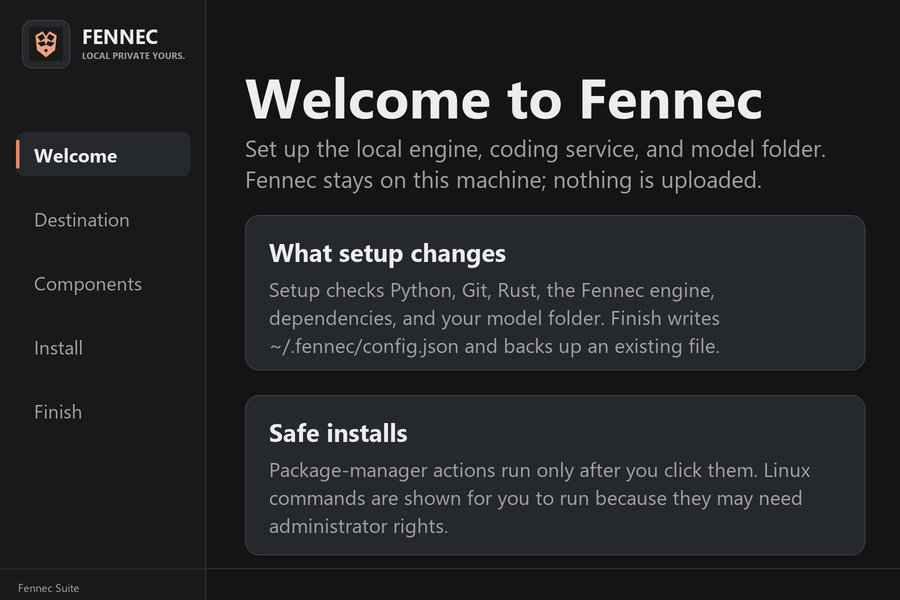 FENNEC
LOCAL PRIVATE YOURS.
Welcome
Destination
Components
Install
Finish
Welcome to Fennec
Set up the local engine, coding service, and model folder.
Fennec stays on this machine; nothing is uploaded.
What setup changes
Setup checks Python, Git, Rust, the Fennec engine,
dependencies, and your model folder. Finish writes
~/.fennec/config.json and backs up an existing file.
Safe installs
Package-manager actions run only after you click them. Linux
commands are shown for you to run because they may need
administrator rights.
Fennec Suite